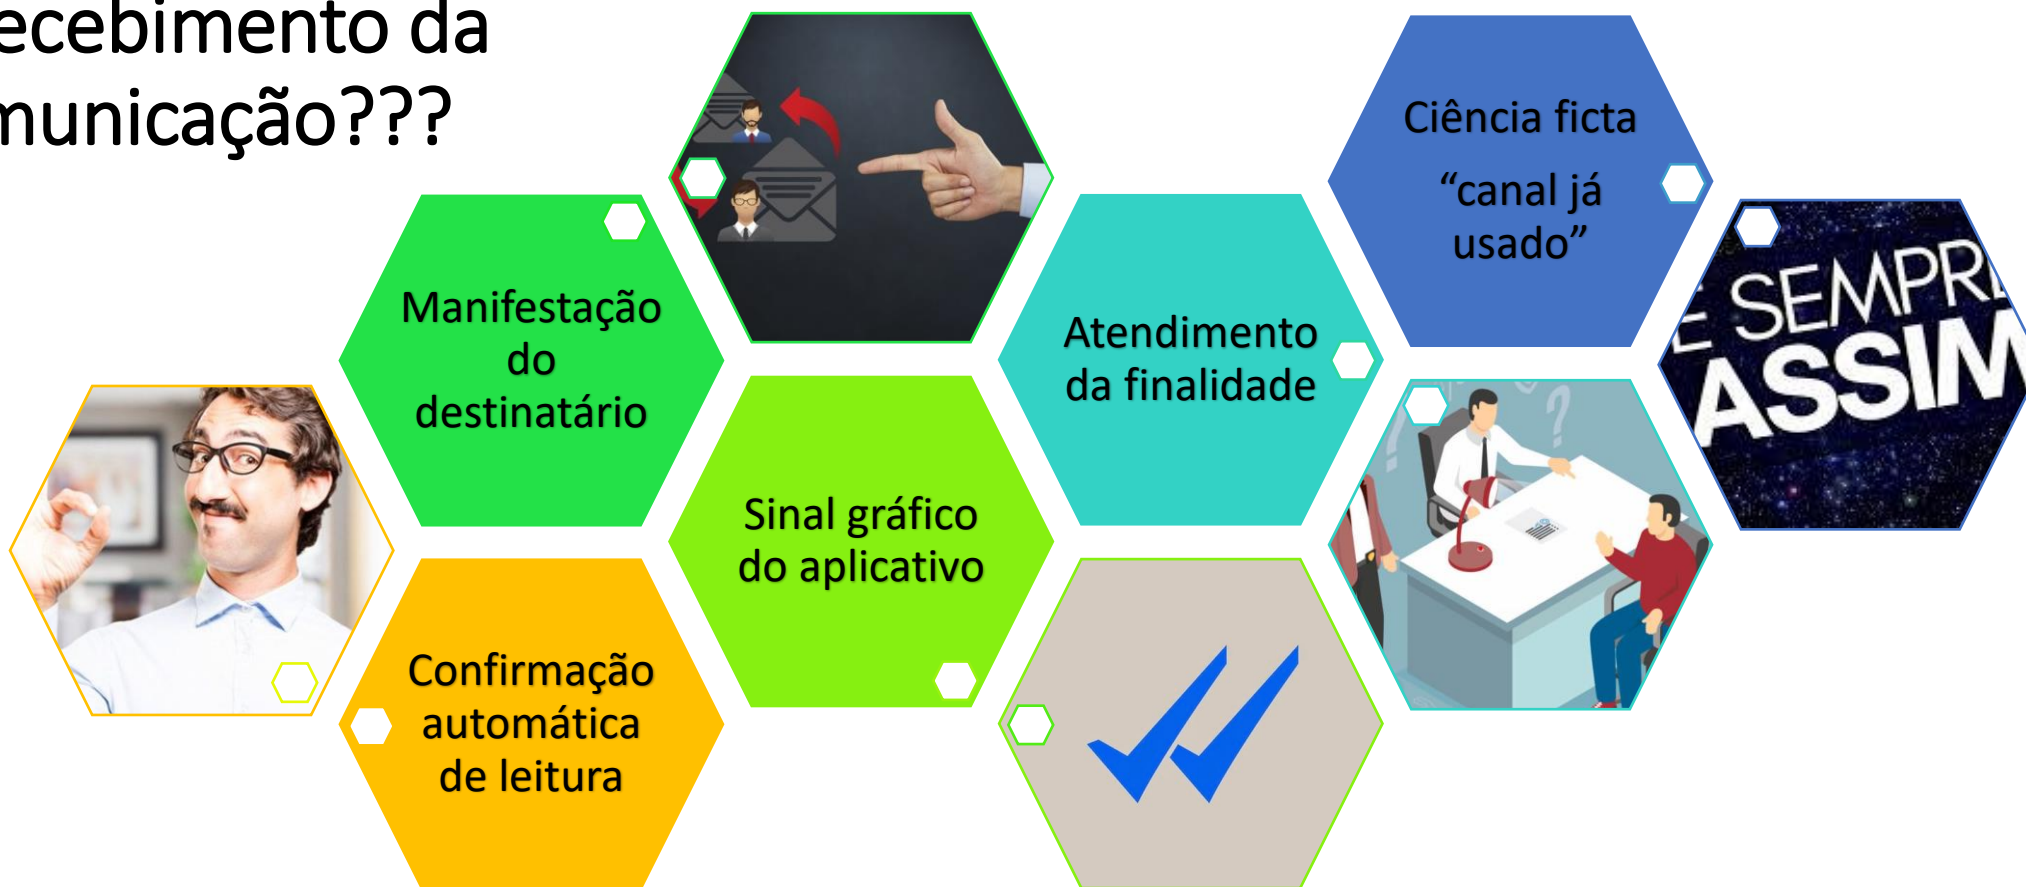 ecebimento da
municação???
Manifestação
do
destinatário
Confirmação
automática
de leitura
Sinal gráfico
do aplicativo
Atendimento
da finalidade
Ciência ficta
“canal já
usado”
E SEMPRE
ASSIM